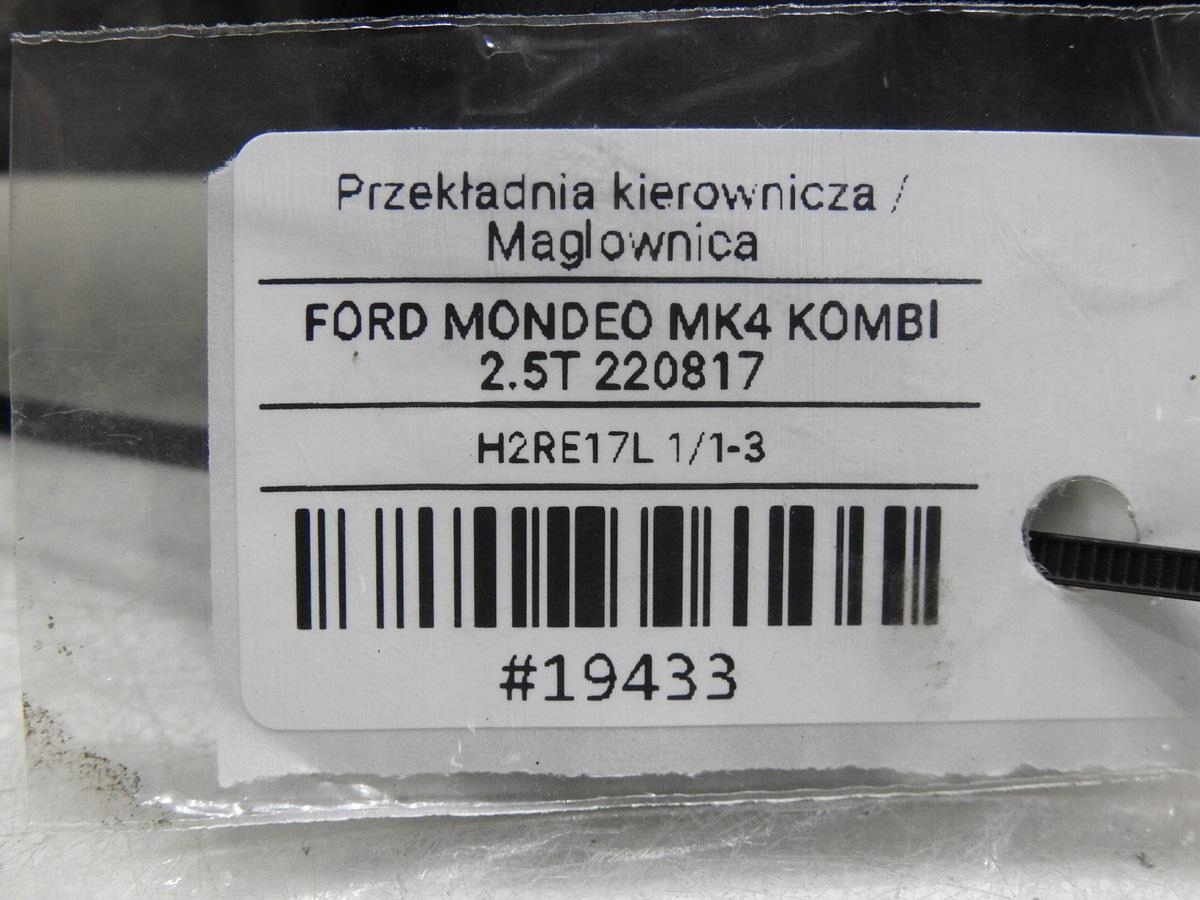 Przekładnia kierownicza /
Maglownica
FORD MONDEO MK4 KOMBI
2.5T 220817
H2RE17L 1/1-3
#19433